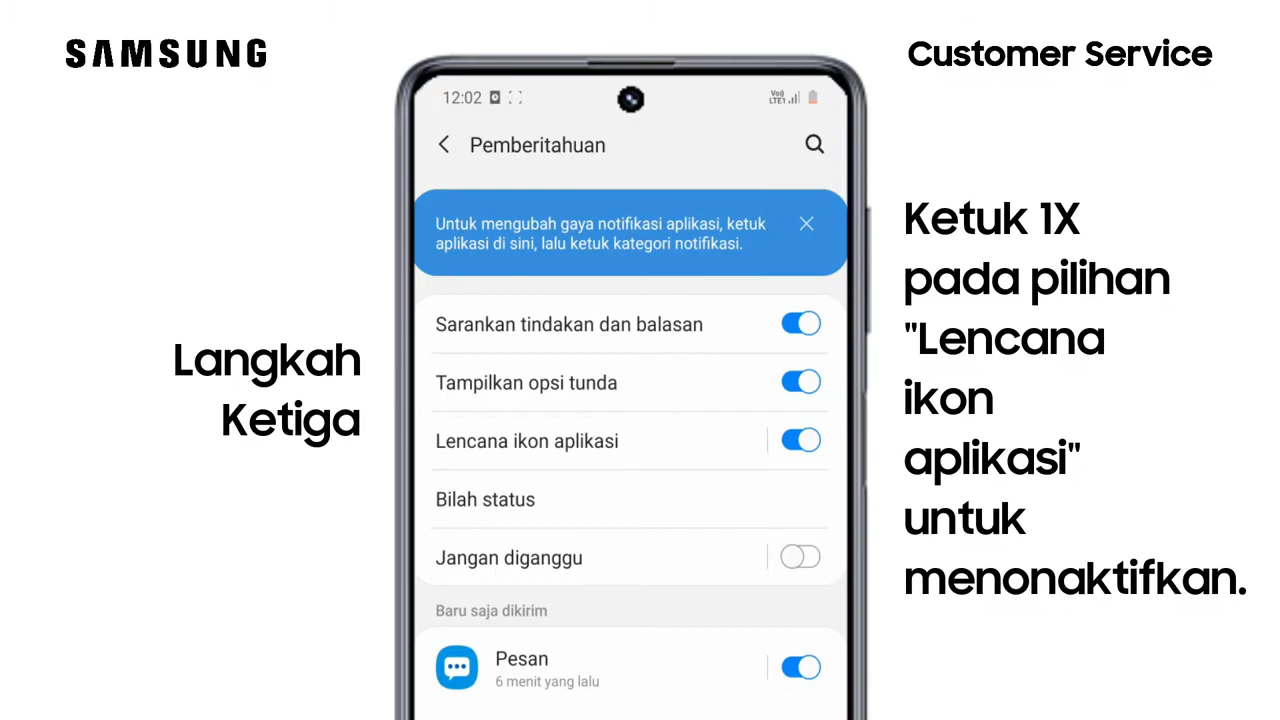 SAMSUNG
Customer Service
12:02
Vo))
LTE1
Pemberitahuan
Untuk mengubah gaya notifikasi aplikasi, ketuk
aplikasi di sini, lalu ketuk kategori notifikasi.
Sarankan tindakan dan balasan
Tampilkan opsi tunda
Lencana ikon aplikasi
Bilah status
Jangan diganggu
Baru saja dikirim
Pesan
6 menit yang lalu
Langkah
Ketiga
Ketuk 1X
pada pilihan
"Lencana
ikon
aplikasi"
untuk
menonaktifkan.